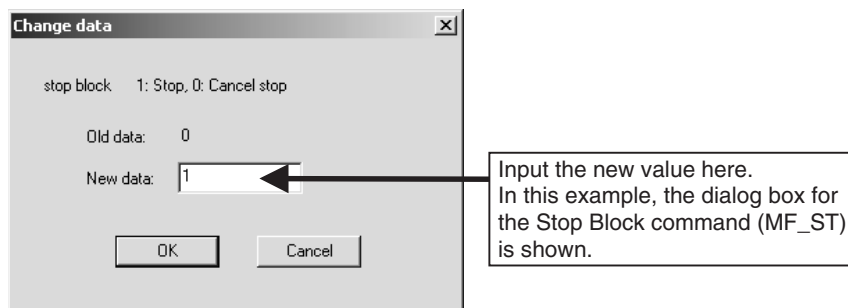 Change data
stop block 1: Stop, 0: Cancel stop
Old data: 0
New data: 1
OK Cancel
Input the new value here.
In this example, the dialog box for
the Stop Block command (MF_ST)
is shown.